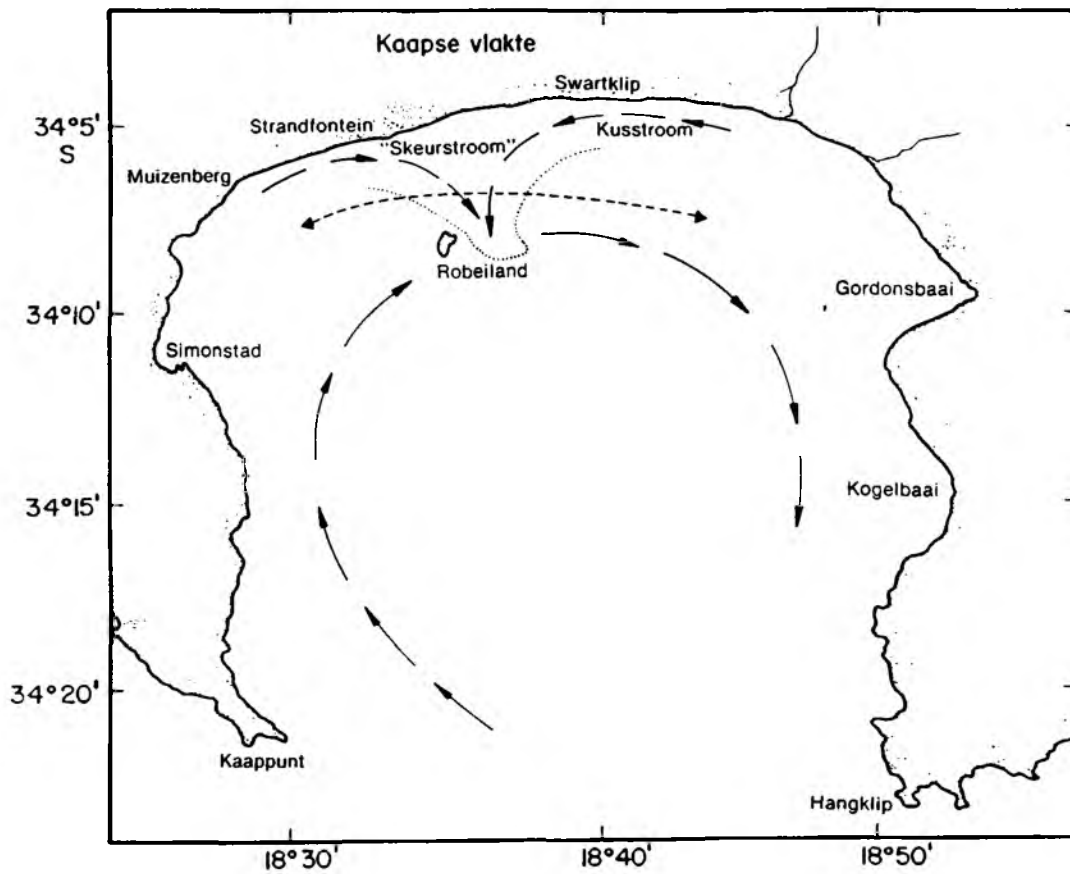 Kaapse vlakte
Swartklip
34°5'
S
Strandfontein
Kusstroom
"Skeurstroom"
Muizenberg
Robeiland
Gordonsbaai
34°10'
Simonstad
Kogelbaai
34°15'
34°20'
Kaappunt
Hangklip
18°30'
18°40'
18°50'